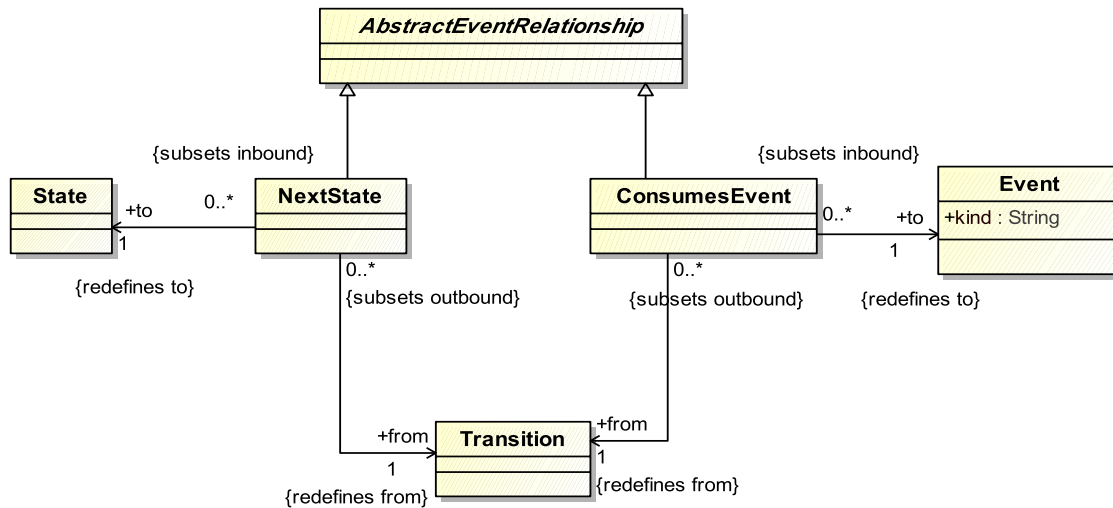 AbstractEventRelationship
{subsets inbound}
{subsets inbound}
State
NextState
ConsumesEvent
Event
+to
0..*
0..*
+to
+kind : String
1
1
{redefines to}
0..*
0..*
{redefines to}
{subsets outbound}
{subsets outbound}
+from
Transition
+from
1
1
{redefines from}
{redefines from}